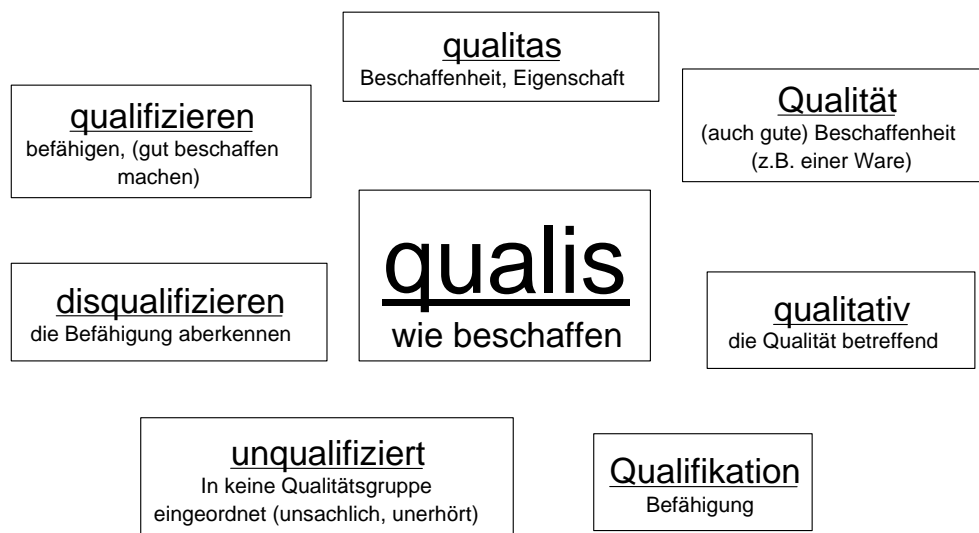 qualitas
Beschaffenheit, Eigenschaft
qualifizieren
befähigen, (gut beschaffen
machen)
Qualität
(auch gute) Beschaffenheit
(z.B. einer Ware)
qualis
wie beschaffen
disqualifizieren
die Befähigung aberkennen
qualitativ
die Qualität betreffend
unqualifiziert
In keine Qualitätsgruppe
eingeordnet (unsachlich, unerhört)
Qualifikation
Befähigung